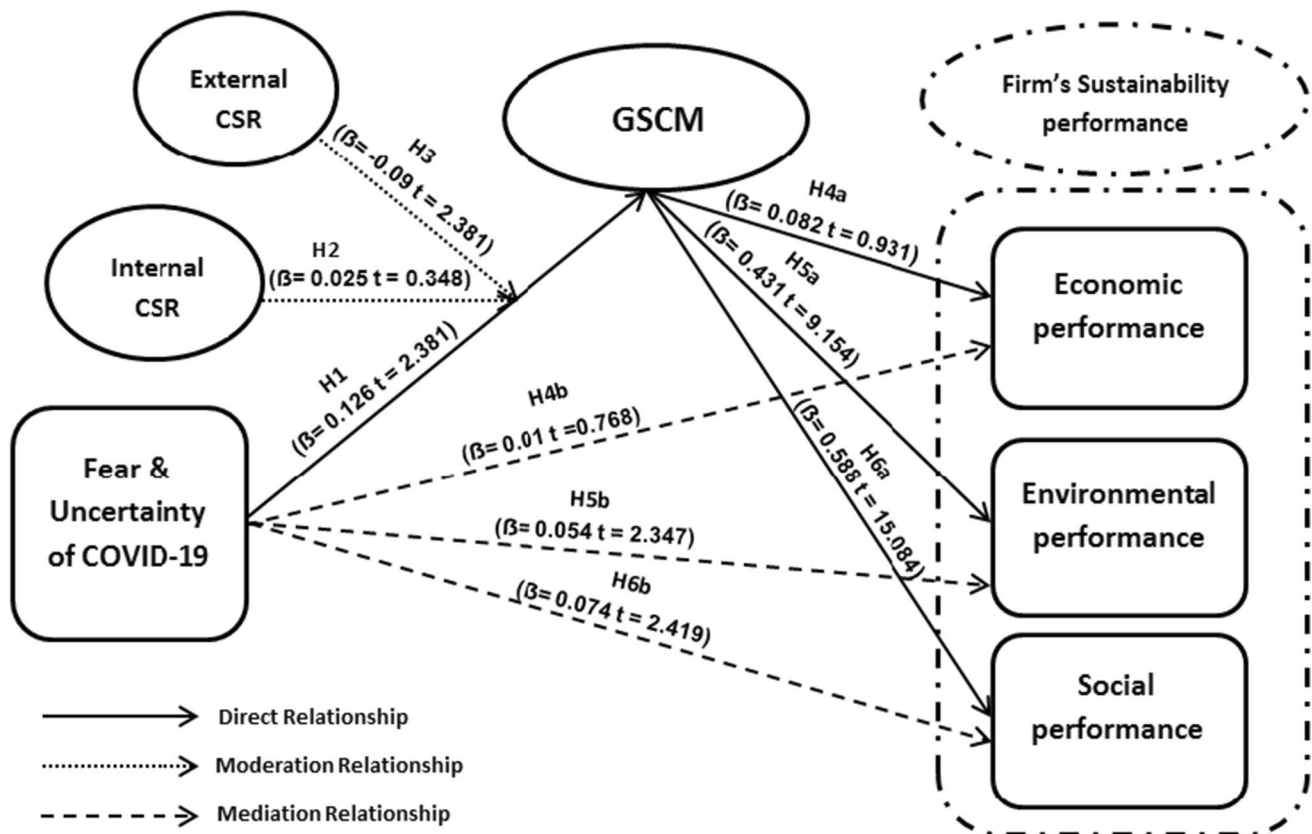 External
CSR
GSCM
Firm's Sustainability
performance
H3
(ß= -0.09 t = 2.381)
Internal
CSR
H2
(ß= 0.025 t = 0.348)
H1
(ß= 0.126 t = 2.381)
H4a
(ß= 0.082 t = 0.931)
H5a
(ß= 0.431 t = 9.154)
H6a
(ß= 0.588 t = 15.084)
Economic
performance
Fear &
Uncertainty
of COVID-19
H4b
(ß= 0.01 t =0.768)
H5b
(ß= 0.054 t = 2.347)
H6b
(ß= 0.074 t = 2.419)
Environmental
performance
Social
performance
Direct Relationship
Moderation Relationship
Mediation Relationship